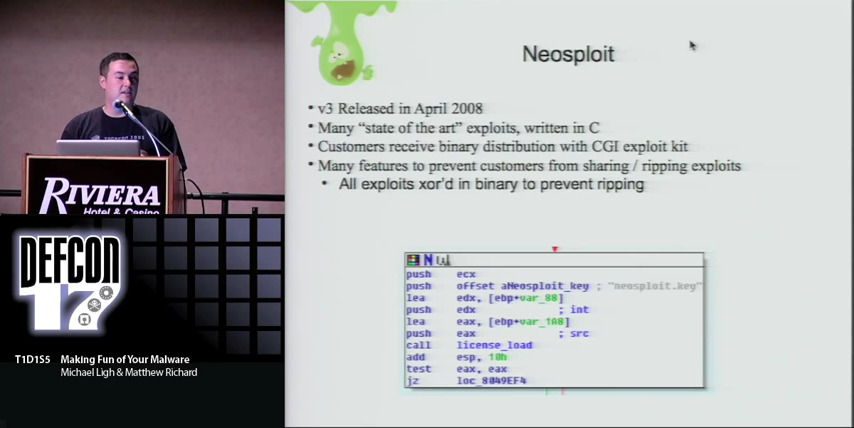 Neosploit
• v3 Released in April 2008
• Many “state of the art” exploits, written in C
• Customers receive binary distribution with CGI exploit kit
• Many features to prevent customers from sharing / ripping exploits
• All exploits xor'd in binary to prevent ripping
push ecx
push offset aNeosploit_key ; "neosploit.key"
lea edx, [ebp+var_88]
push edx ; int
lea eax, [ebp+var_1A8]
push eax ; src
call license_load
add esp, 10h
test eax, eax
jz loc_8049EF4
RIVIERA
Hotel & Casino
DEFCON
17
T1D1S5 Making Fun of Your Malware
Michael Ligh & Matthew Richard